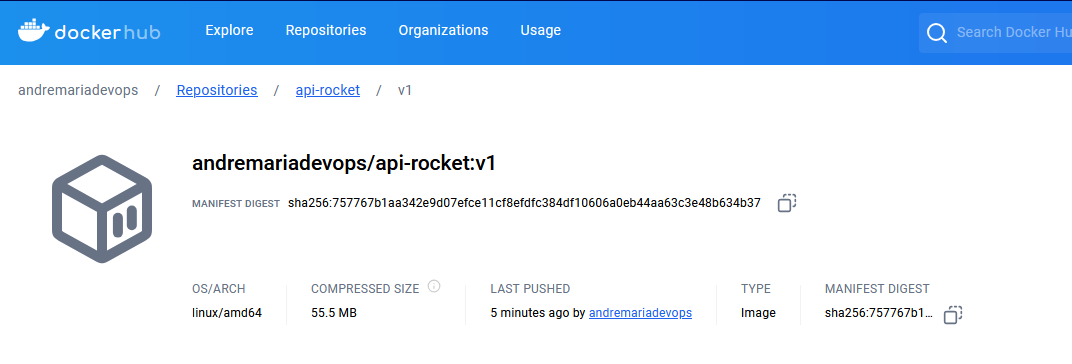 dockerhub Explore Repositories Organizations Usage Search Docker Hu
andremariadevops / Repositories / api-rocket / v1
andremariadevops/api-rocket:v1
MANIFEST DIGEST sha256:757767b1aa342e9d07efce11cf8efdfc384df10606a0eb44aa63c3e48b634b37
OS/ARCH COMPRESSED SIZE LAST PUSHED TYPE MANIFEST DIGEST
linux/amd64 55.5 MB 5 minutes ago by andremariadevops Image sha256:757767b1...